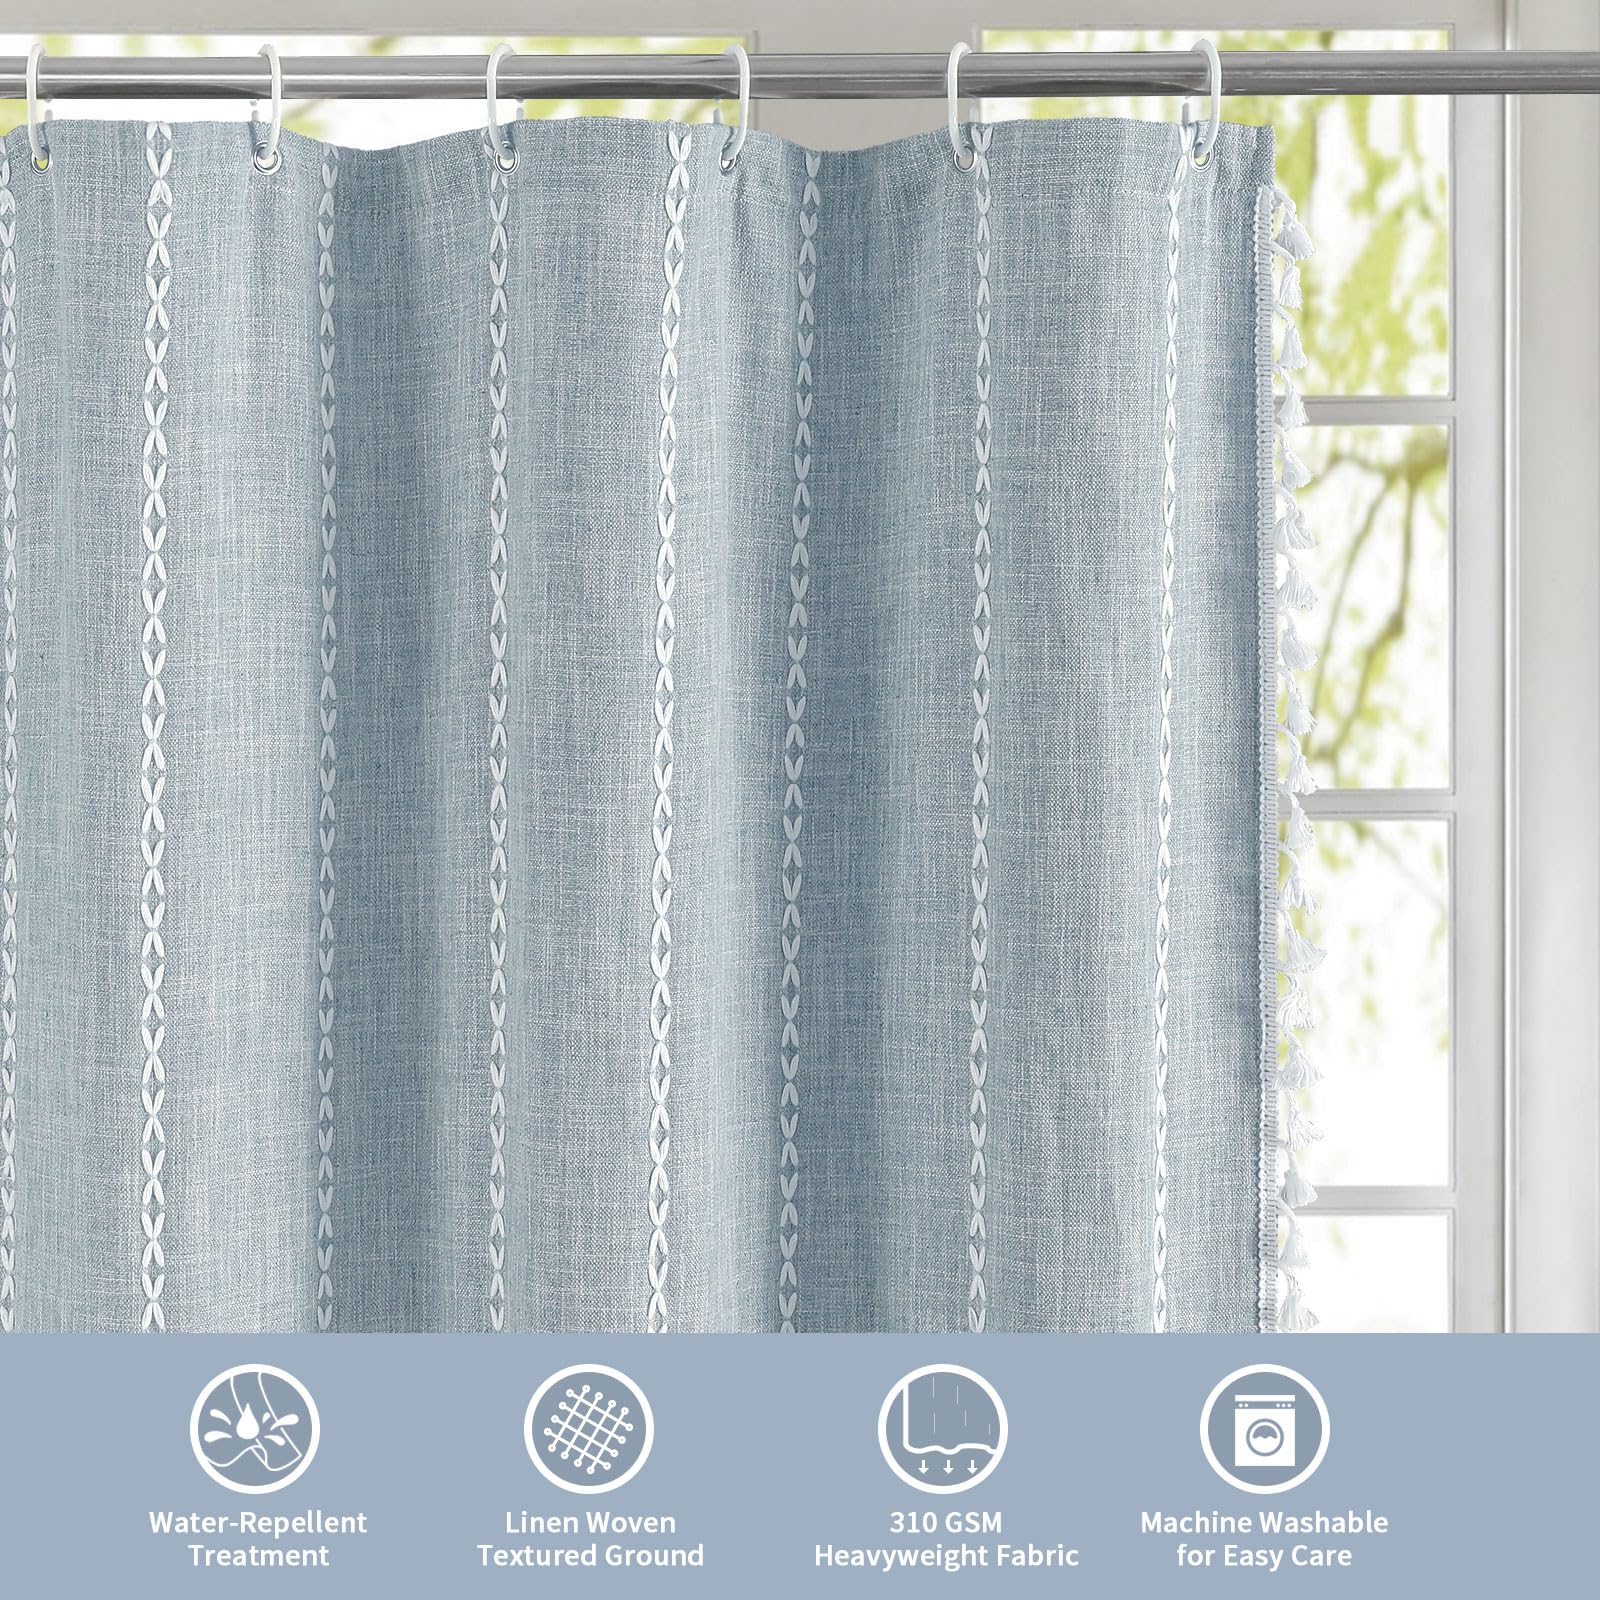 Water-Repellent
Treatment
Linen Woven
Textured Ground
310 GSM
Heavyweight Fabric
Machine Washable
for Easy Care